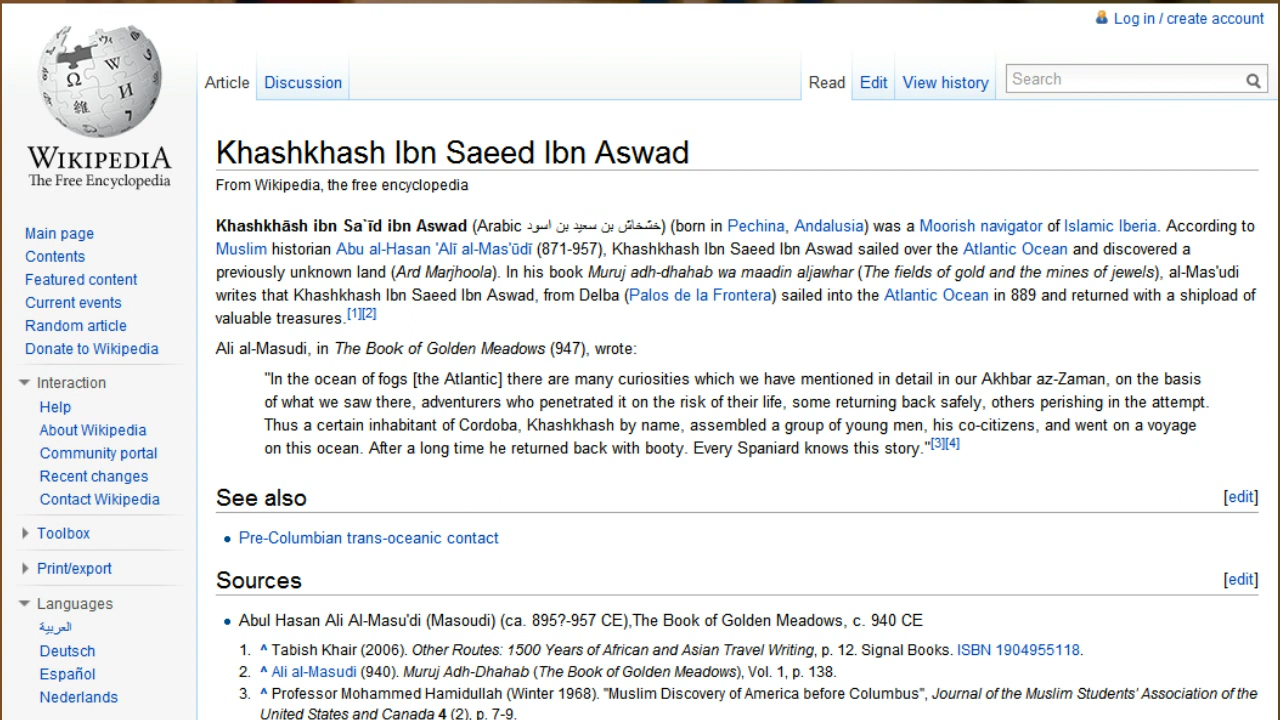 Log in / create account
Article
Discussion
Read
Edit
View history
Search
WIKIPEDIA
The Free Encyclopedia
Main page
Contents
Featured content
Current events
Random article
Donate to Wikipedia
Interaction
Help
About Wikipedia
Community portal
Recent changes
Contact Wikipedia
Toolbox
Print/export
Languages
العربية
Deutsch
Español
Nederlands
Khashkhash Ibn Saeed Ibn Aswad
From Wikipedia, the free encyclopedia
Khashkhāsh ibn Sa`īd ibn Aswad (Arabic خشخاش بن سعيد بن اسود) (born in Pechina, Andalusia) was a Moorish navigator of Islamic Iberia. According to
Muslim historian Abu al-Hasan 'Alī al-Mas'ūdī (871-957), Khashkhash Ibn Saeed Ibn Aswad sailed over the Atlantic Ocean and discovered a
previously unknown land (Ard Marjhoola). In his book Muruj adh-dhahab wa maadin aljawhar (The fields of gold and the mines of jewels), al-Mas'udi
writes that Khashkhash Ibn Saeed Ibn Aswad, from Delba (Palos de la Frontera) sailed into the Atlantic Ocean in 889 and returned with a shipload of
valuable treasures.[1][2]
Ali al-Masudi, in The Book of Golden Meadows (947), wrote:
"In the ocean of fogs [the Atlantic] there are many curiosities which we have mentioned in detail in our Akhbar az-Zaman, on the basis
of what we saw there, adventurers who penetrated it on the risk of their life, some returning back safely, others perishing in the attempt.
Thus a certain inhabitant of Cordoba, Khashkhash by name, assembled a group of young men, his co-citizens, and went on a voyage
on this ocean. After a long time he returned back with booty. Every Spaniard knows this story."[3][4]
See also [edit]
Pre-Columbian trans-oceanic contact
Sources [edit]
Abul Hasan Ali Al-Masu'di (Masoudi) (ca. 895?-957 CE),The Book of Golden Meadows, c. 940 CE
1. ^ Tabish Khair (2006). Other Routes: 1500 Years of African and Asian Travel Writing, p. 12. Signal Books. ISBN 1904955118.
2. ^ Ali al-Masudi (940). Muruj Adh-Dhahab (The Book of Golden Meadows), Vol. 1, p. 138.
3. ^ Professor Mohammed Hamidullah (Winter 1968). "Muslim Discovery of America before Columbus", Journal of the Muslim Students' Association of the
United States and Canada 4 (2), p. 7-9.